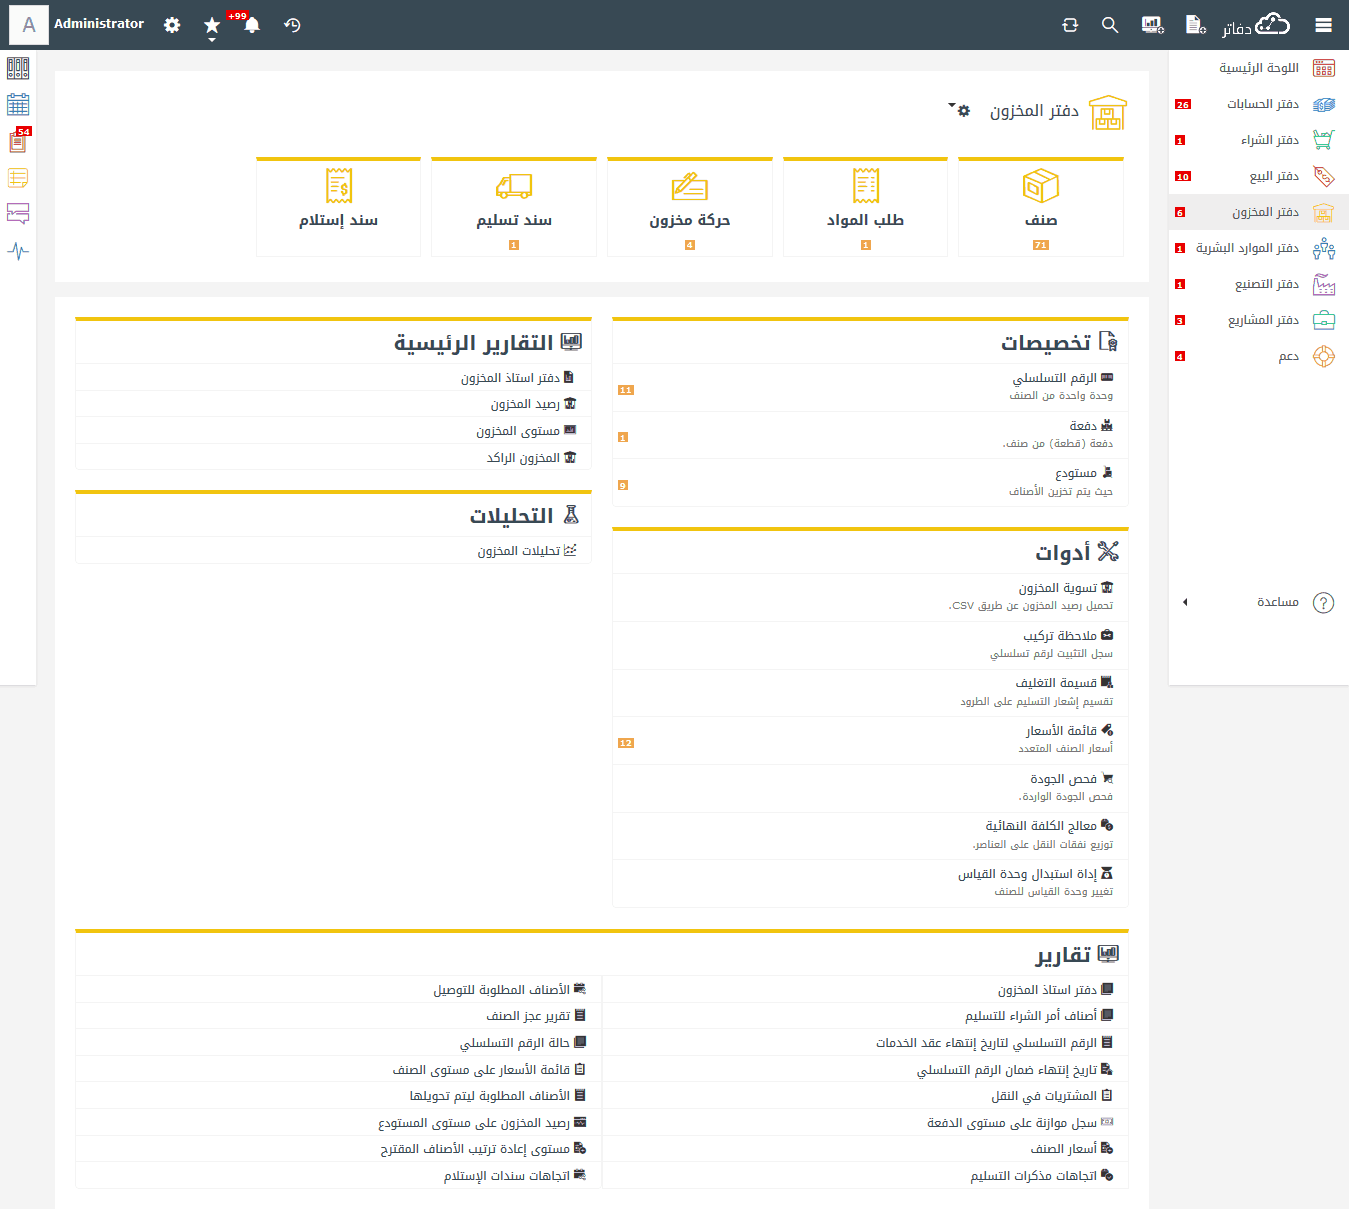 A
Administrator
+99
دفاتر
اللوحة الرئيسية
دفتر الحسابات
26
دفتر الشراء
1
دفتر البيع
10
دفتر المخزون
6
دفتر الموارد البشرية
1
دفتر التصنيع
1
دفتر المشاريع
3
دعم
4
مساعدة
54
دفتر المخزون
صنف
71
طلب المواد
1
حركة مخزون
4
سند تسليم
1
سند إستلام
تخصيصات
الرقم التسلسلي
وحدة واحدة من الصنف
11
دفعة
دفعة (قطعة) من صنف.
1
مستودع
حيث يتم تخزين الأصناف
9
أدوات
تسوية المخزون
تحميل رصيد المخزون عن طريق CSV.
ملاحظة تركيب
سجل التثبيت لرقم تسلسلي
قسيمة التغليف
تقسيم إشعار التسليم على الطرود
قائمة الأسعار
أسعار الصنف المتعدد
12
فحص الجودة
فحص الجودة الواردة.
معالج الكلفة النهائية
توزيع نفقات النقل على العناصر.
إداة استبدال وحدة القياس
تغيير وحدة القياس للصنف
التقارير الرئيسية
دفتر استاذ المخزون
رصيد المخزون
مستوى المخزون
المخزون الراكد
التحليلات
تحليلات المخزون
تقارير
دفتر استاذ المخزون
أصناف أمر الشراء للتسليم
الرقم التسلسلي لتاريخ إنتهاء عقد الخدمات
تاريخ إنتهاء ضمان الرقم التسلسلي
المشتريات في النقل
سجل موازنة على مستوى الدفعة
أسعار الصنف
اتجاهات مذكرات التسليم
الأصناف المطلوبة للتوصيل
تقرير عجز الصنف
حالة الرقم التسلسلي
قائمة الأسعار على مستوى الصنف
الأصناف المطلوبة ليتم تحويلها
رصيد المخزون على مستوى المستودع
مستوى إعادة ترتيب الأصناف المقترح
اتجاهات سندات الإستلام